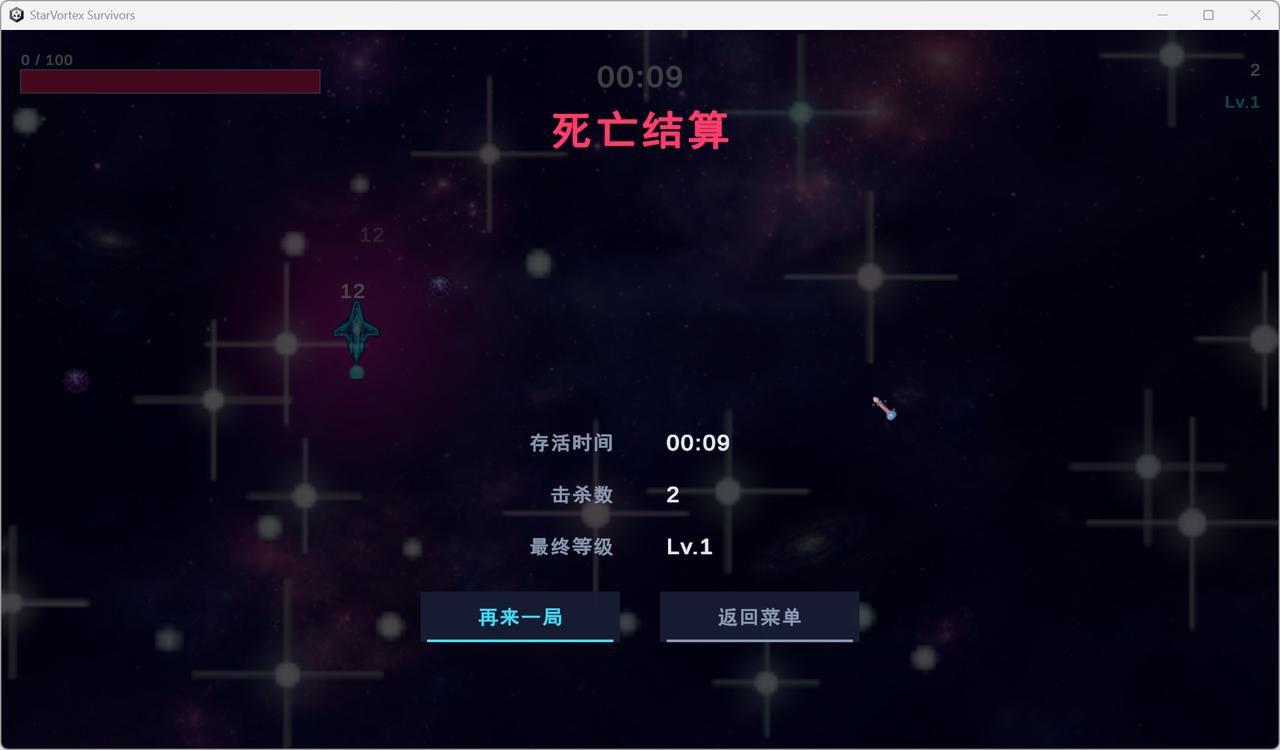 StarVortex Survivors
0 / 100
00:09
2
Lv.1
死亡结算
12
12
存活时间 00:09
击杀数 2
最终等级 Lv.1
再来一局 返回菜单